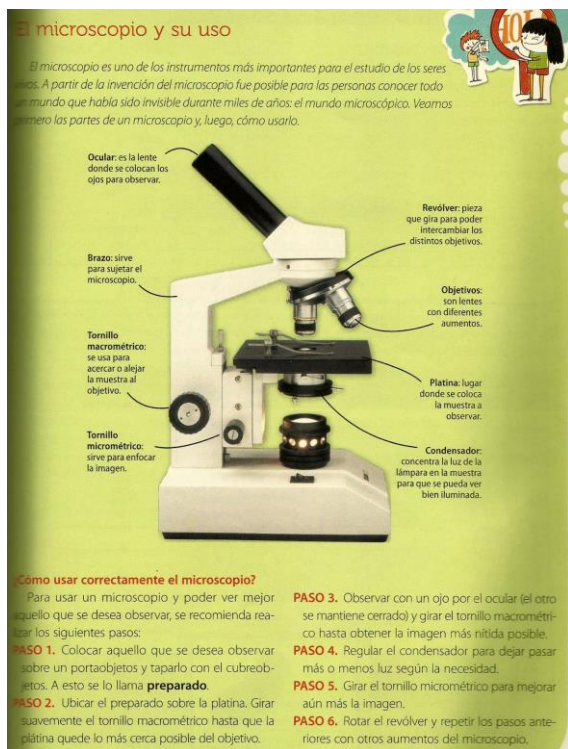 El microscopio y su uso
El microscopio es uno de los instrumentos más importantes para el estudio de los seres
vivos. A partir de la invención del microscopio fue posible para las personas conocer todo
un mundo que había sido invisible durante miles de años: el mundo microscópico. Veamos
primero las partes de un microscopio y, luego, cómo usarlo.
Ocular: es la lente
donde se colocan los
ojos para observar.
Revólver: pieza
que gira para poder
intercambiar los
distintos objetivos.
Brazo: sirve
para sujetar el
microscopio.
Objetivos:
son lentes
con diferentes
aumentos.
Tornillo
macrométrico:
se usa para
acercar o alejar
la muestra al
objetivo.
Platina: lugar
donde se coloca
la muestra a
observar.
Tornillo
micrométrico:
sirve para enfocar
la imagen.
Condensador:
concentra la luz de la
lámpara en la muestra
para que se pueda ver
bien iluminada.
¿Cómo usar correctamente el microscopio?
Para usar un microscopio y poder ver mejor
aquello que se desea observar, se recomienda rea-
lizar los siguientes pasos:
PASO 1. Colocar aquello que se desea observar
sobre un portaobjetos y taparlo con el cubreob-
jetos. A esto se lo llama preparado.
PASO 2. Ubicar el preparado sobre la platina. Girar
suavemente el tornillo macrométrico hasta que la
plátina quede lo más cerca posible del objetivo.
PASO 3. Observar con un ojo por el ocular (el otro
se mantiene cerrado) y girar el tornillo macrométri-
co hasta obtener la imagen más nítida posible.
PASO 4. Regular el condensador para dejar pasar
más o menos luz según la necesidad.
PASO 5. Girar el tornillo micrométrico para mejorar
aún más la imagen.
PASO 6. Rotar el revólver y repetir los pasos ante-
riores con otros aumentos del microscopio.